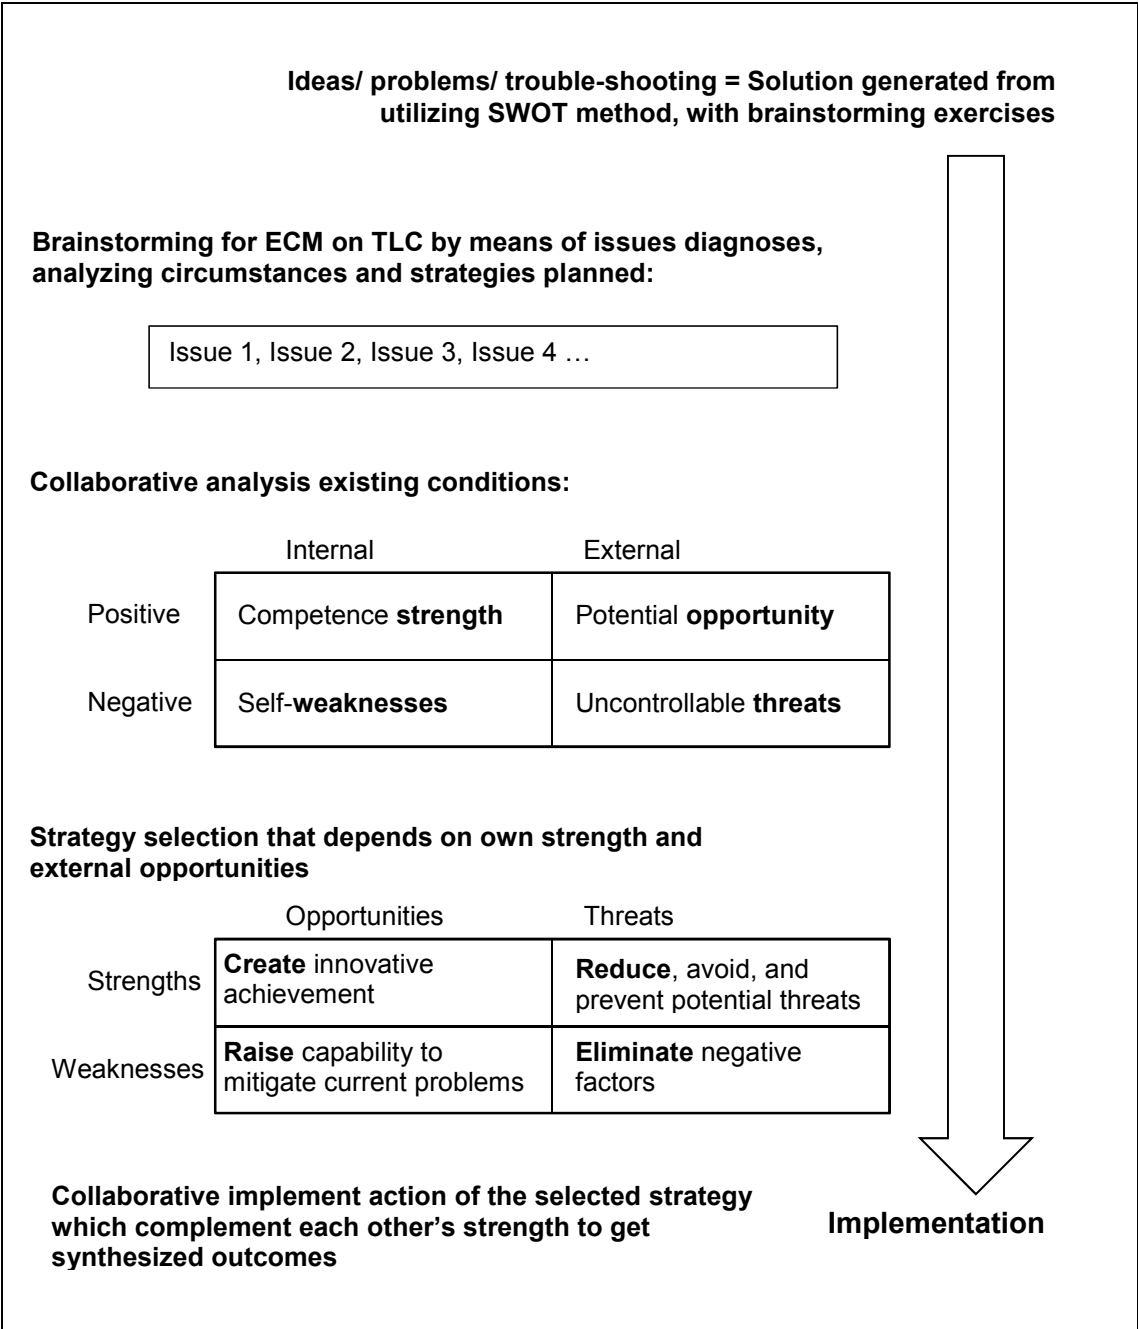 Ideas/ problems/ trouble-shooting = Solution generated from
utilizing SWOT method, with brainstorming exercises
Brainstorming for ECM on TLC by means of issues diagnoses,
analyzing circumstances and strategies planned:
Issue 1, Issue 2, Issue 3, Issue 4 …
Collaborative analysis existing conditions:
Internal External
Positive Competence strength Potential opportunity
Negative Self-weaknesses Uncontrollable threats
Strategy selection that depends on own strength and
external opportunities
Opportunities Threats
Strengths
Create innovative
achievement
Reduce, avoid, and
prevent potential threats
Weaknesses
Raise capability to
mitigate current problems
Eliminate negative
factors
Collaborative implement action of the selected strategy
which complement each other’s strength to get
synthesized outcomes
Implementation